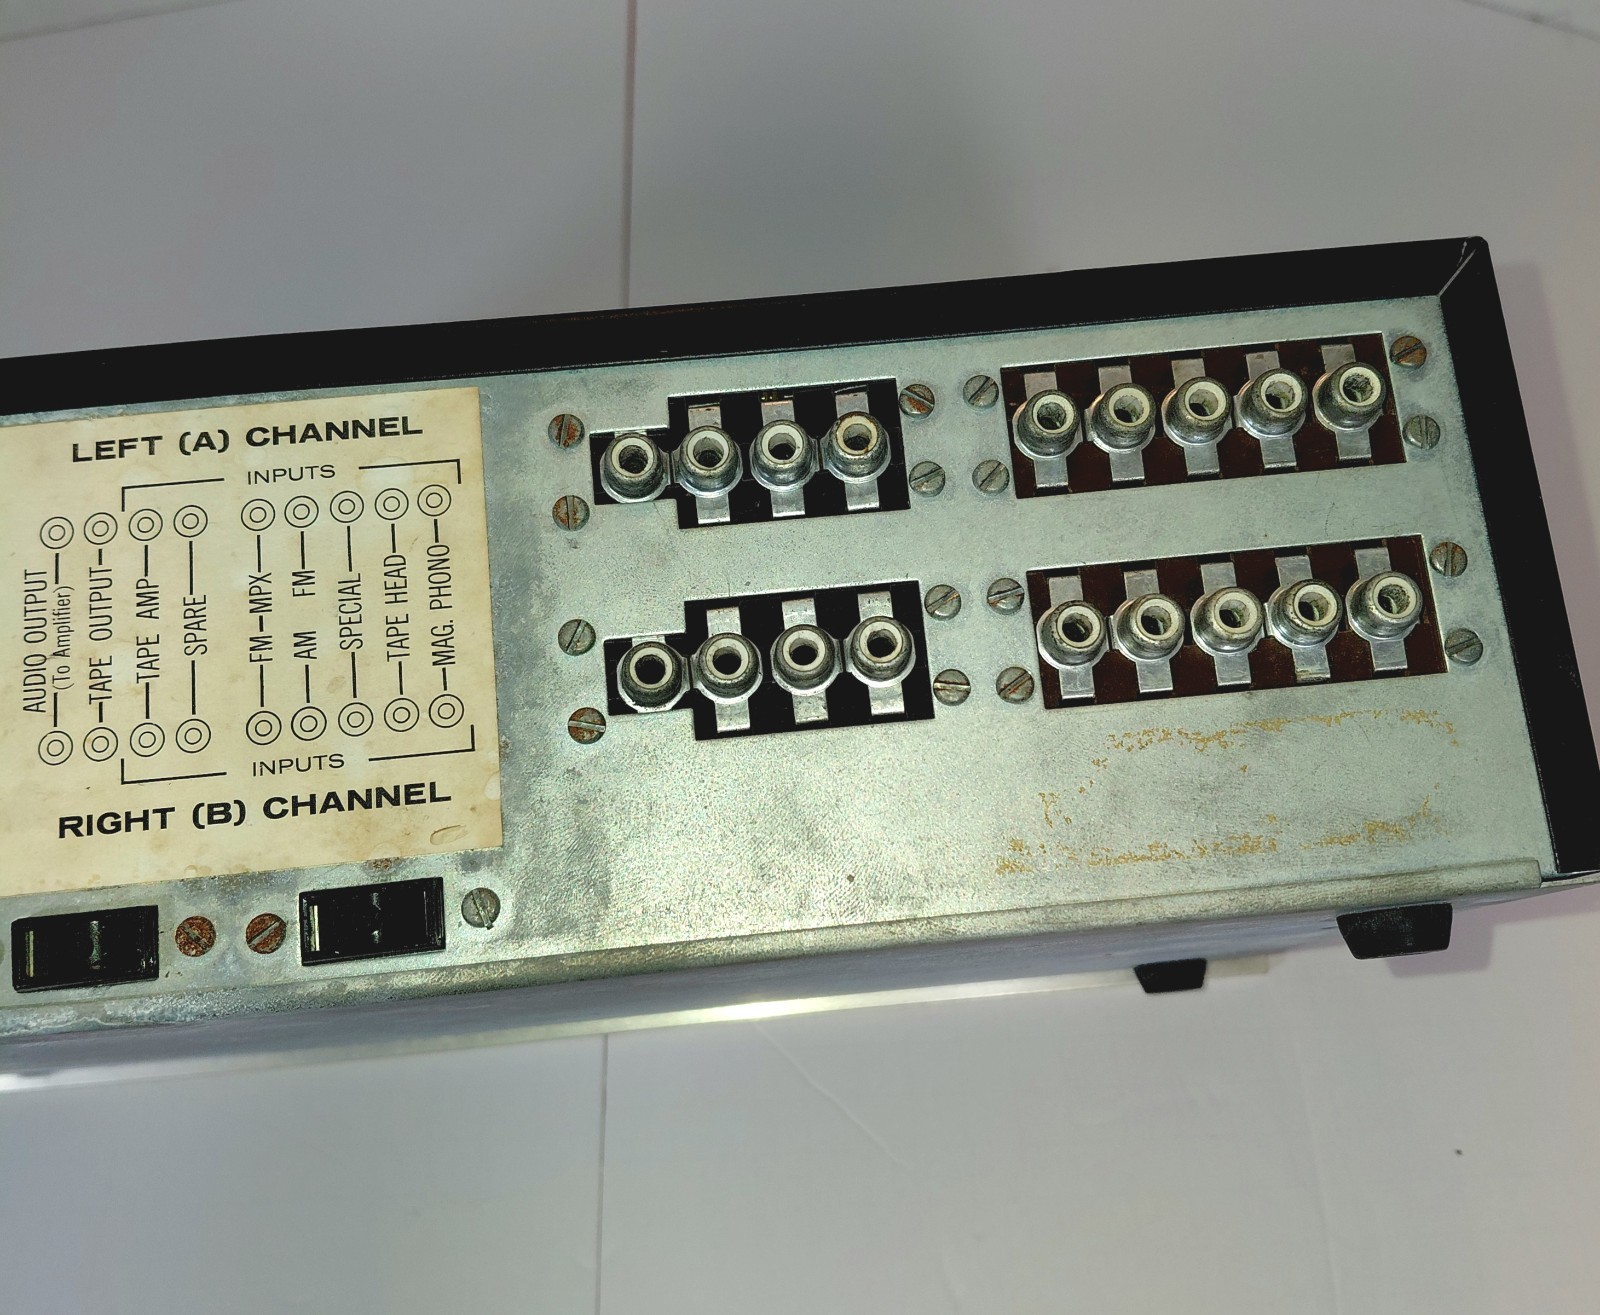 LEFT (A) CHANNEL
INPUTS
AUDIO OUTPUT
(To Amplifier)
TAPE OUTPUT
TAPE AMP
SPARE
FM-MPX
AM FM
SPECIAL
TAPE HEAD
MAG. PHONO
INPUTS
RIGHT (B) CHANNEL